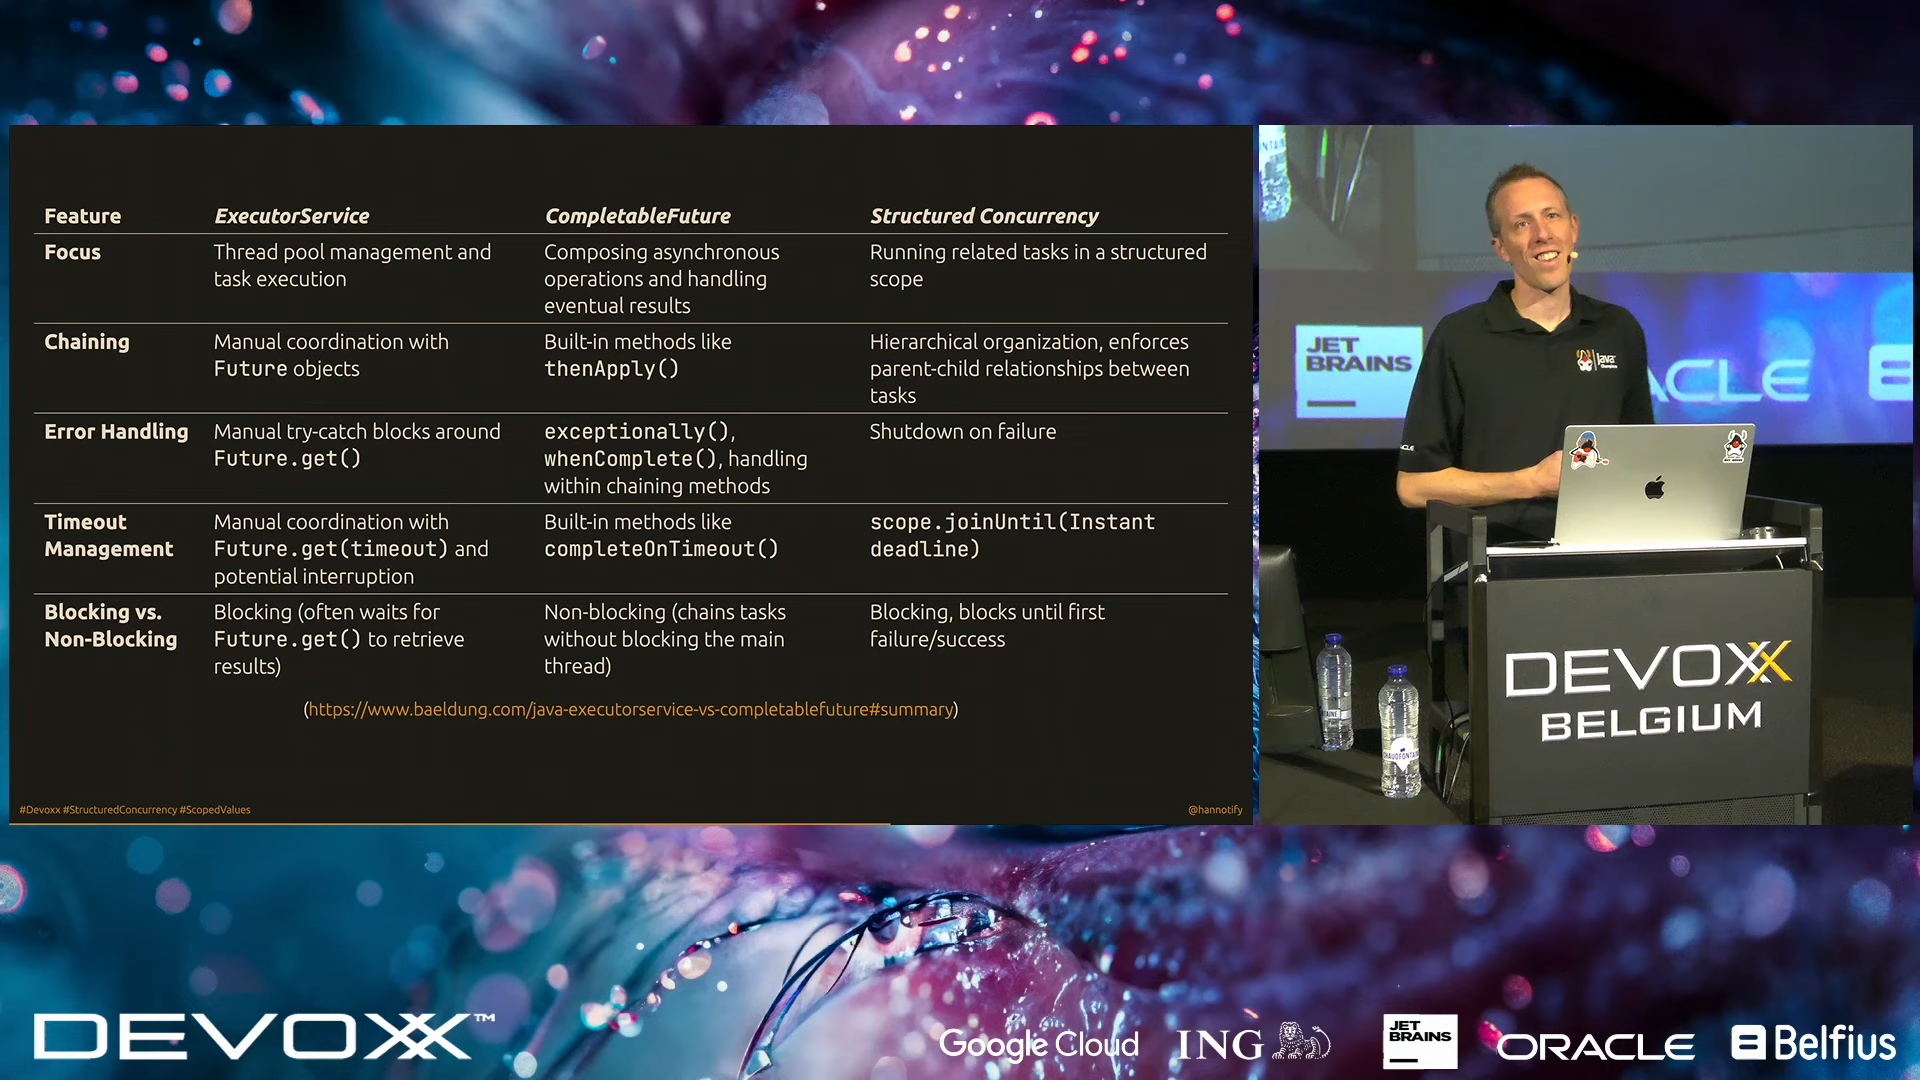 Feature ExecutorService CompletableFuture Structured Concurrency
Focus
Thread pool management and
task execution
Composing asynchronous
operations and handling
eventual results
Running related tasks in a structured
scope
Chaining
Manual coordination with
Future objects
Built-in methods like
thenApply()
Hierarchical organization, enforces
parent-child relationships between
tasks
Error Handling
Manual try-catch blocks around
Future.get()
exceptionally(),
whenComplete(), handling
within chaining methods
Shutdown on failure
Timeout
Management
Manual coordination with
Future.get(timeout) and
potential interruption
Built-in methods like
completeOnTimeout()
scope.joinUntil(Instant
deadline)
Blocking vs.
Non-Blocking
Blocking (often waits for
Future.get() to retrieve
results)
Non-blocking (chains tasks
without blocking the main
thread)
Blocking, blocks until first
failure/success
(https://www.baeldung.com/java-executorservice-vs-completablefuture#summary)
#Devoxx #StructuredConcurrency #ScopedValues
@hannotify
JET
BRAINS
ACLE
Java
DEVOXX
BELGIUM
DEVOXX™
Google Cloud
ING
JET
BRAINS
ORACLE
Belfius